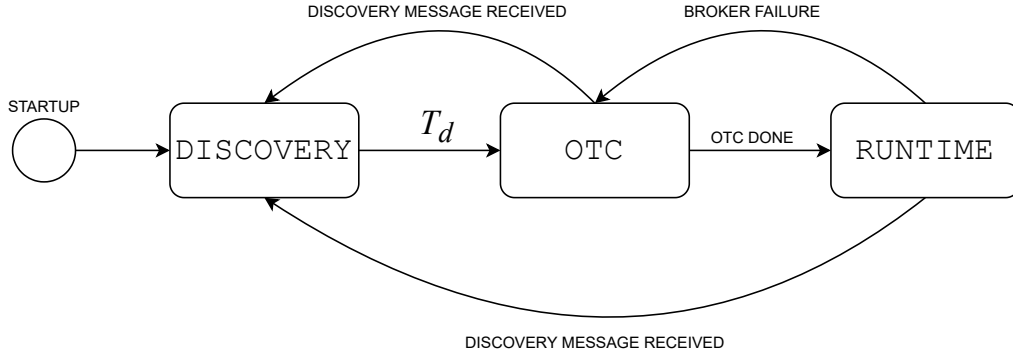 DISCOVERY MESSAGE RECEIVED
BROKER FAILURE
STARTUP
DISCOVERY
T_d
OTC
OTC DONE
RUNTIME
DISCOVERY MESSAGE RECEIVED